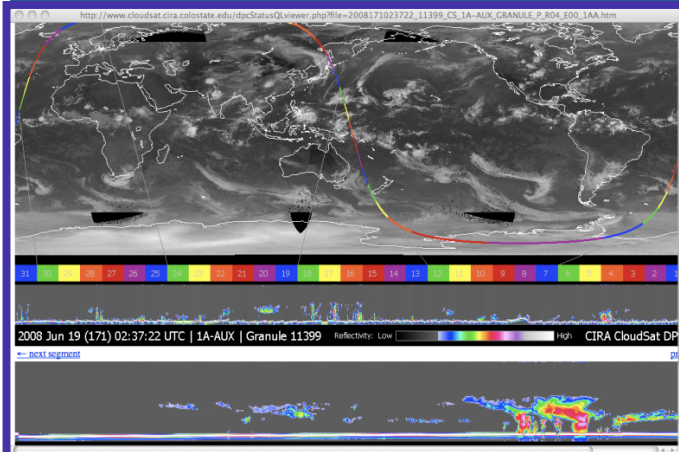 http://www.cloudsat.cira.colostate.edu/dpcStatusQLviewer.php?file=2008171023722_11399_CS_1A-AUX_GRANULE_P_R04_E00_1AA.htm
31 30 29 28 27 26 25 24 23 22 21 20 19 18 17 16 15 14 13 12 11 10 9 8 7 6 5 4 3 2 1
2008 Jun 19 (171) 02:37:22 UTC | 1A-AUX | Granule 11399 Reflectivity: Low High CIRA CloudSat DP
← next segment